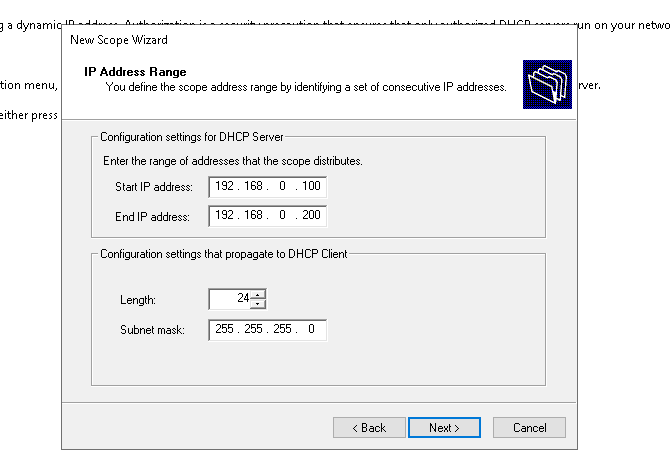 g a dynamic IP address. Authorization is a security precaution that ensures that only authorized DHCP servers run on your netwo
New Scope Wizard
IP Address Range
You define the scope address range by identifying a set of consecutive IP addresses.
tion menu,
rver.
either press
Configuration settings for DHCP Server
Enter the range of addresses that the scope distributes.
Start IP address: 192 . 168 . 0 . 100
End IP address: 192 . 168 . 0 . 200
Configuration settings that propagate to DHCP Client
Length: 24
Subnet mask: 255 . 255 . 255 . 0
< Back Next > Cancel